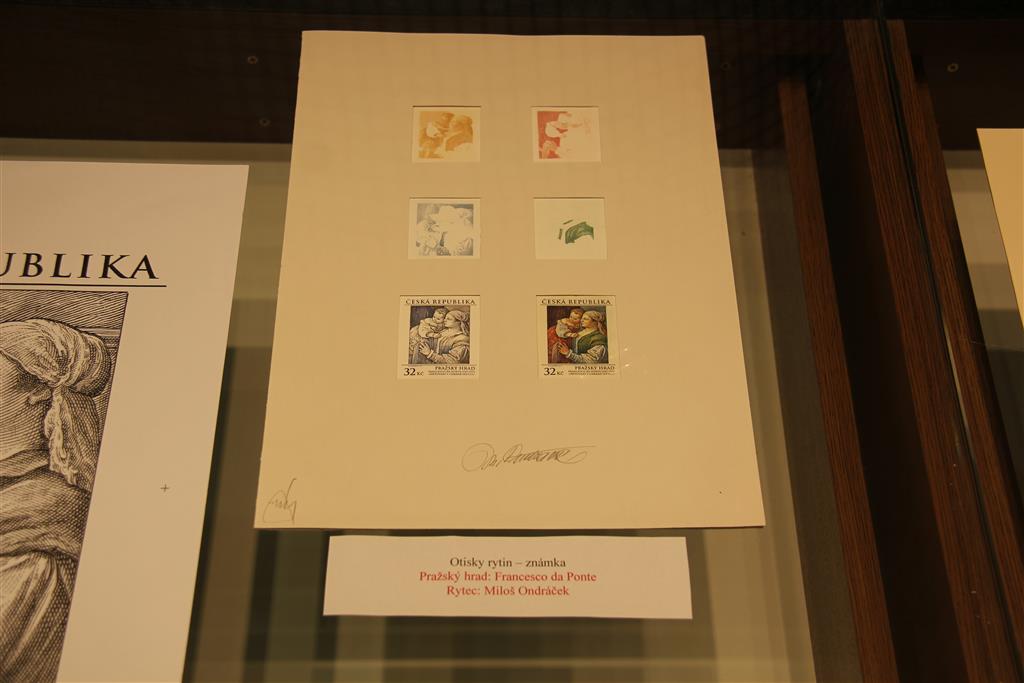 UBLIKA
ČESKÁ REPUBLIKA
PRAŽSKÝ HRAD
32 Kč
ČESKÁ REPUBLIKA
PRAŽSKÝ HRAD
32 Kč
Otisky rytin – známka
Pražský hrad: Francesco da Ponte
Rytec: Miloš Ondráček